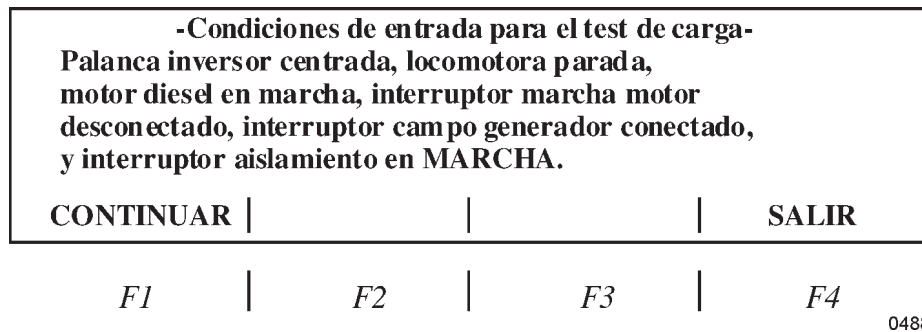 -Condiciones de entrada para el test de carga-
Palanca inversor centrada, locomotora parada,
motor diesel en marcha, interruptor marcha motor
desconectado, interruptor campo generador conectado,
y interruptor aislamiento en MARCHA.
CONTINUAR | | | SALIR
F1 | F2 | F3 | F4